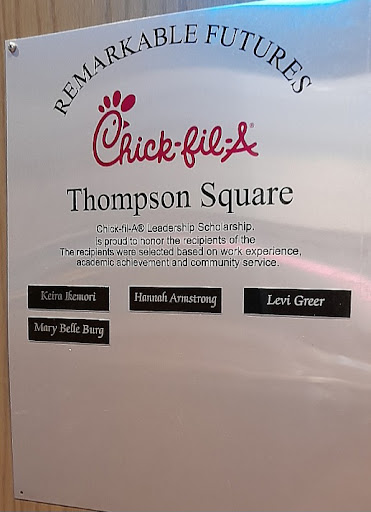 REMARKABLE FUTURES
Chick-fil-A®
Thompson Square
Chick-fil-A® Leadership Scholarship.
is proud to honor the recipients of the
The recipients were selected based on work experience,
academic achievement and community service.
Keira Ikemori
Hannah Armstrong
Levi Greer
Mary Belle Burg